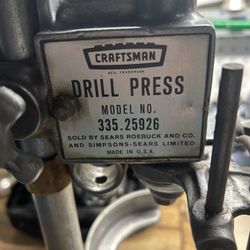 CRAFTSMAN
REG. TRADEMARK
DRILL PRESS
MODEL NO.
335.25926
SOLD BY SEARS ROEBUCK AND CO.
AND SIMPSONS-SEARS LIMITED
MADE IN U.S.A.